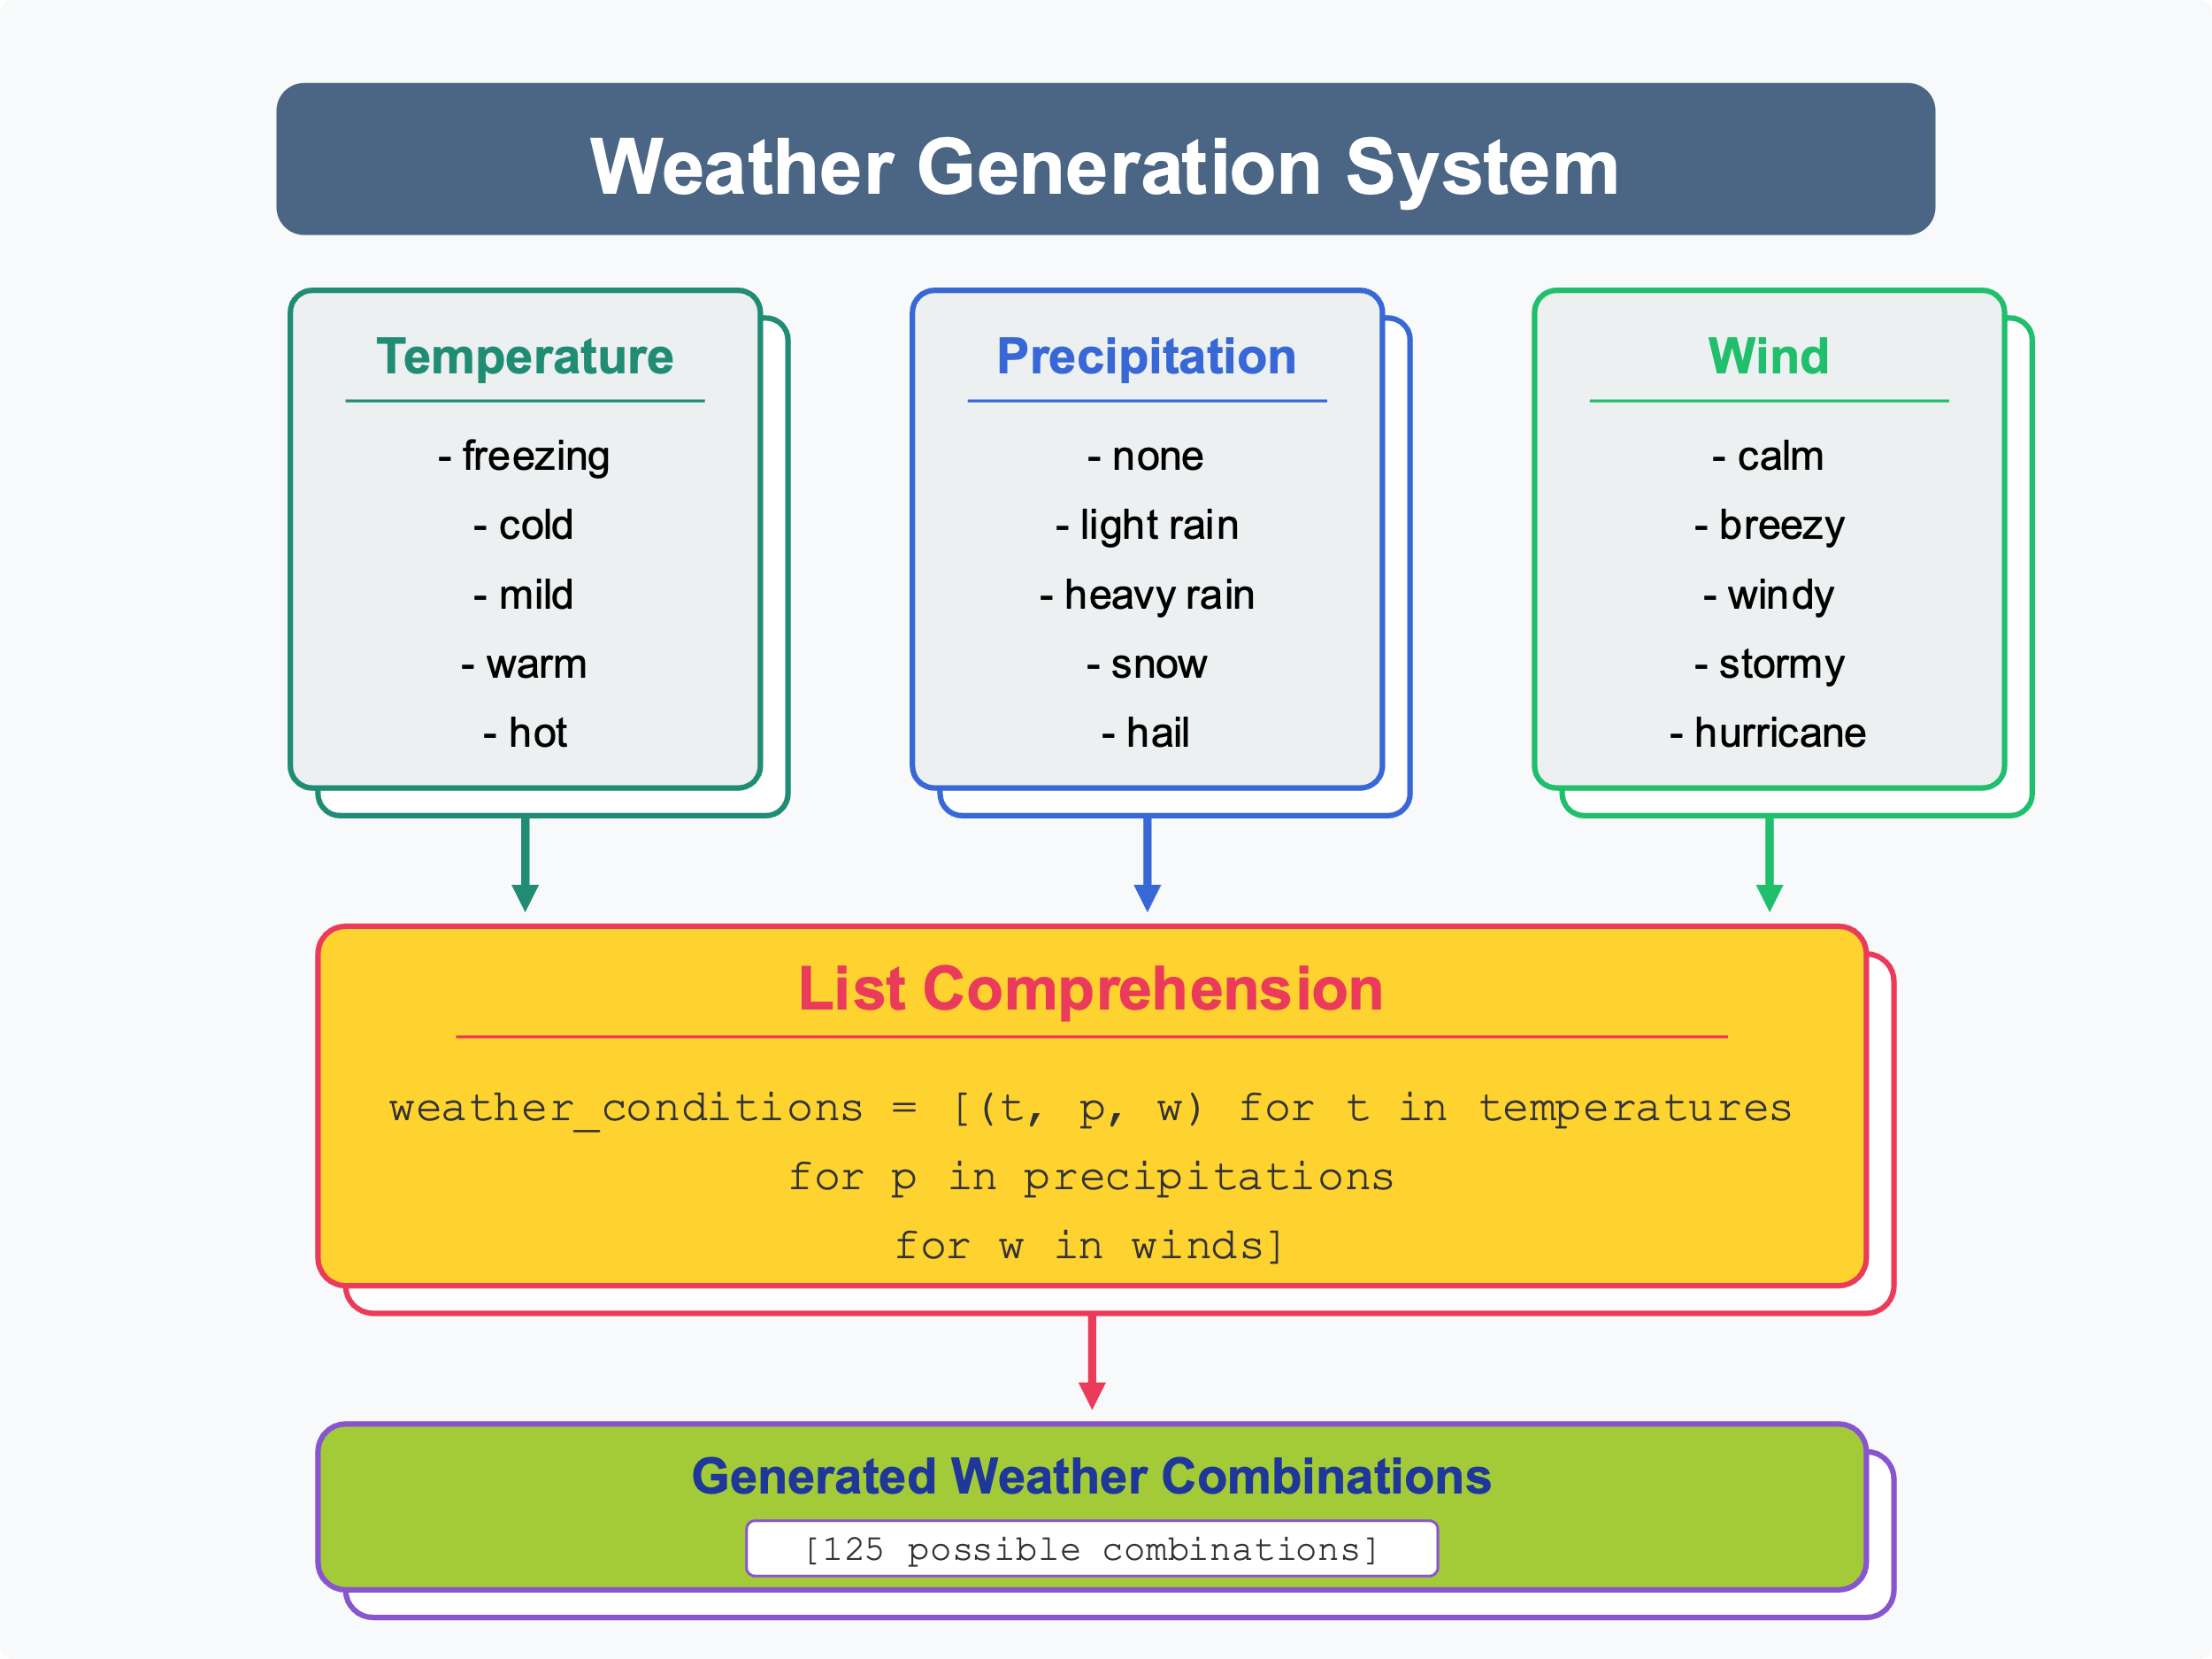 Weather Generation System
Temperature
- freezing
- cold
- mild
- warm
- hot
Precipitation
- none
- light rain
- heavy rain
- snow
- hail
Wind
- calm
- breezy
- windy
- stormy
- hurricane
List Comprehension
weather_conditions = [(t, p, w) for t in temperatures
for p in precipitations
for w in winds]
Generated Weather Combinations
[125 possible combinations]